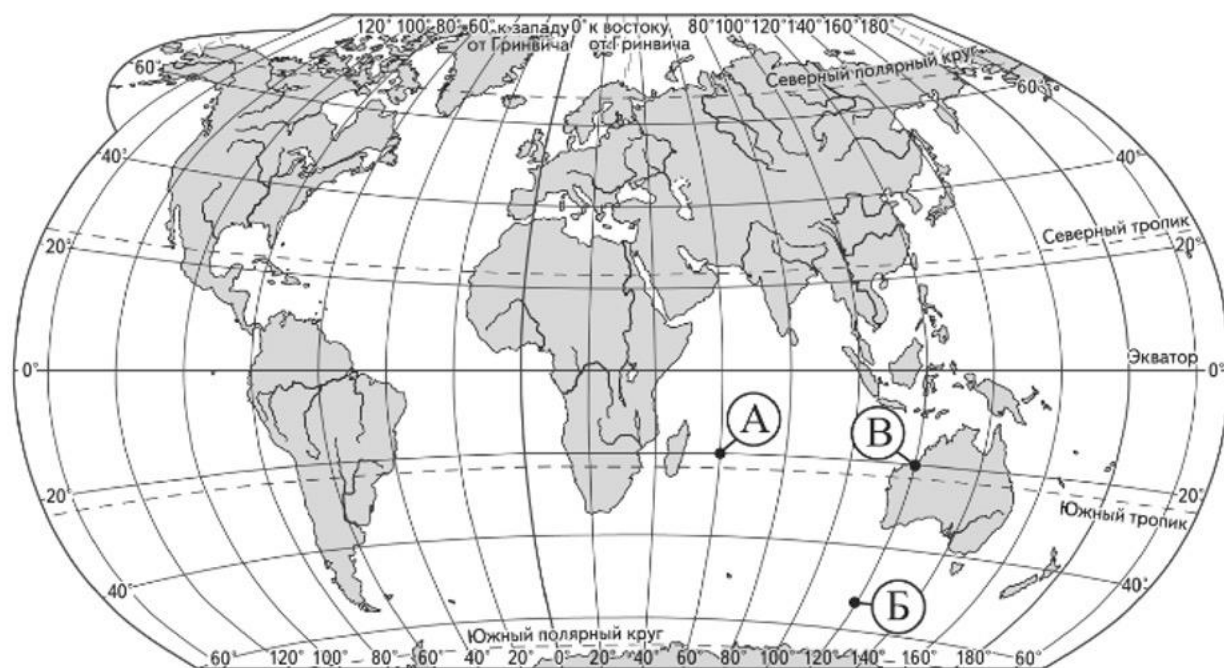 120° 100° 80° 60° к западу 0° к востоку 80° 100° 120° 140° 160° 180°
от Гринвича от Гринвича
60° Северный полярный круг 60°
40° 40°
Северный тропик
20° 20°
Экватор
0° 0°
А
В
20° 20°
Южный тропик
40° 40°
Б
Южный полярный круг
60° 120° 100° 80° 60° 40° 20° 0° 20° 40° 60° 80° 100° 120° 140° 160° 60°